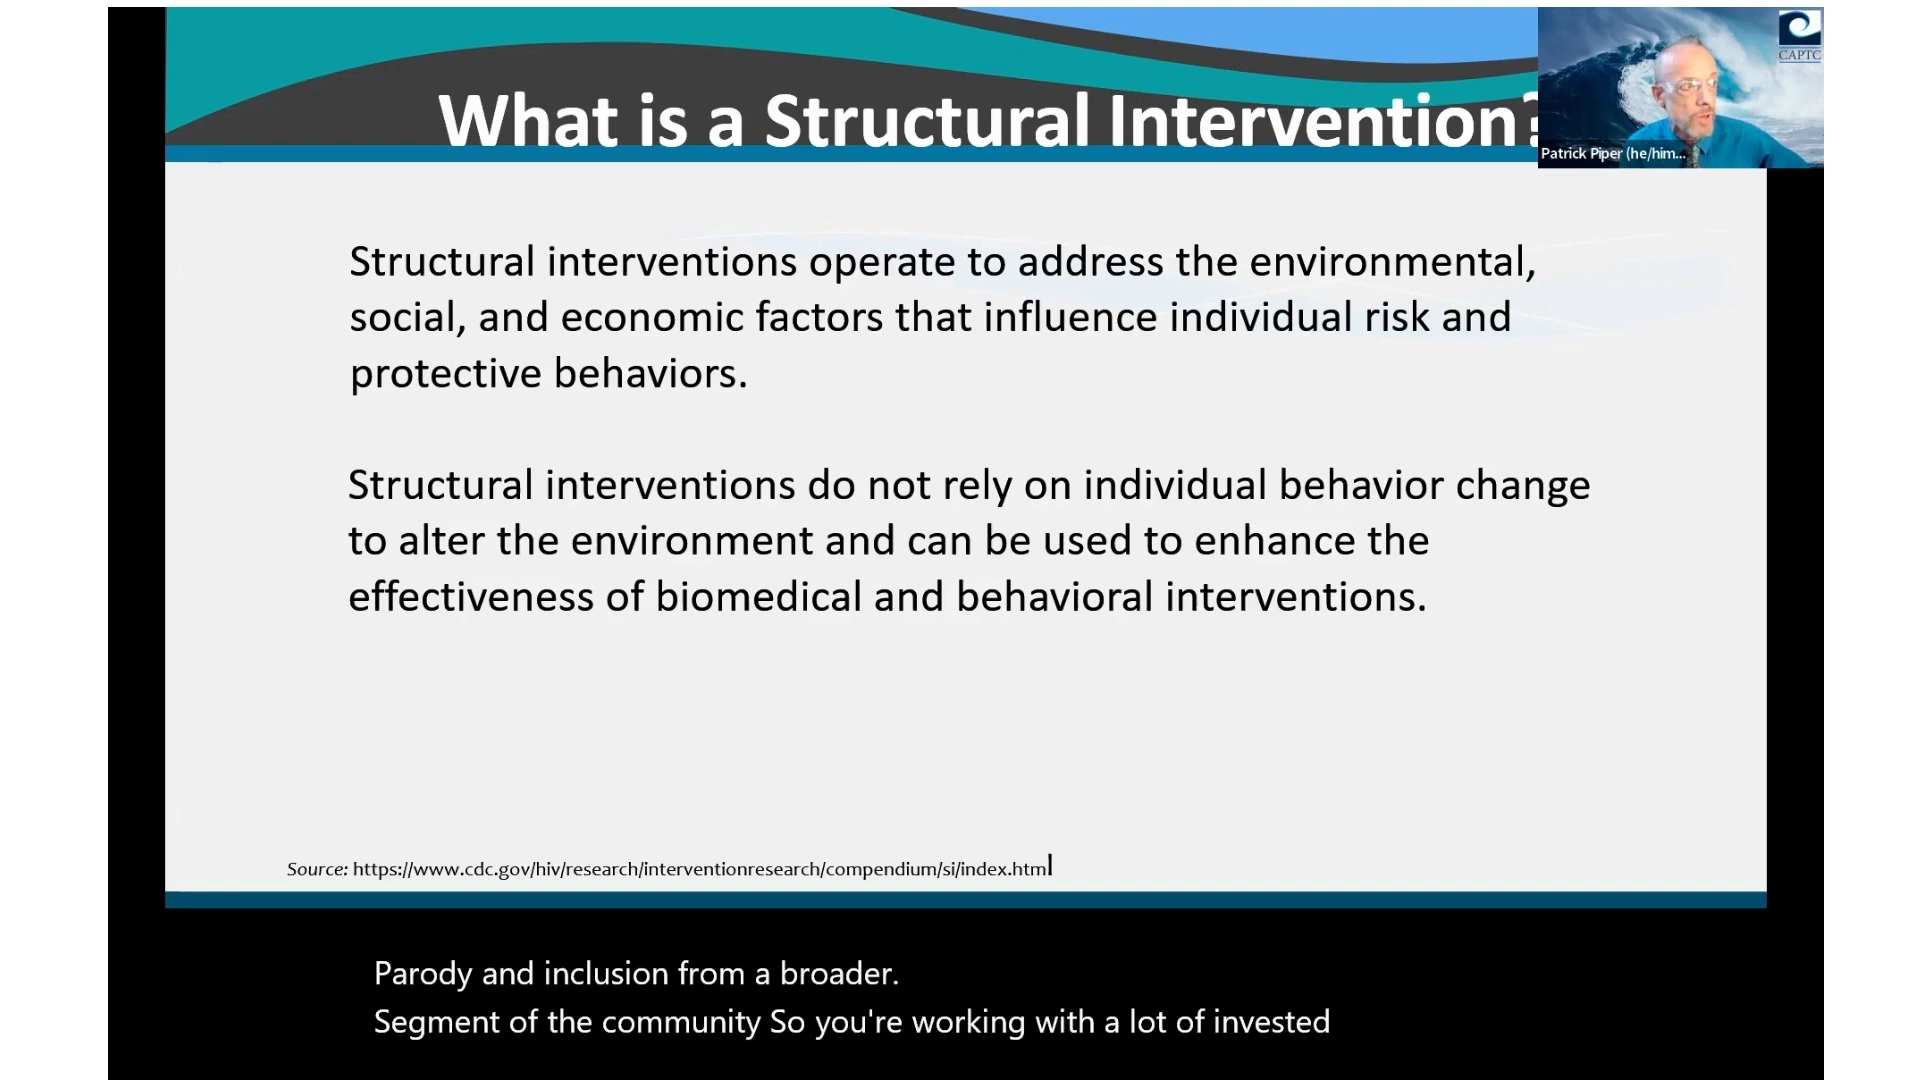 What is a Structural Intervention?
CAPTC
Patrick Piper (he/him...
Structural interventions operate to address the environmental,
social, and economic factors that influence individual risk and
protective behaviors.
Structural interventions do not rely on individual behavior change
to alter the environment and can be used to enhance the
effectiveness of biomedical and behavioral interventions.
Source: https://www.cdc.gov/hiv/research/interventionresearch/compendium/si/index.html
Parody and inclusion from a broader.
Segment of the community So you're working with a lot of invested